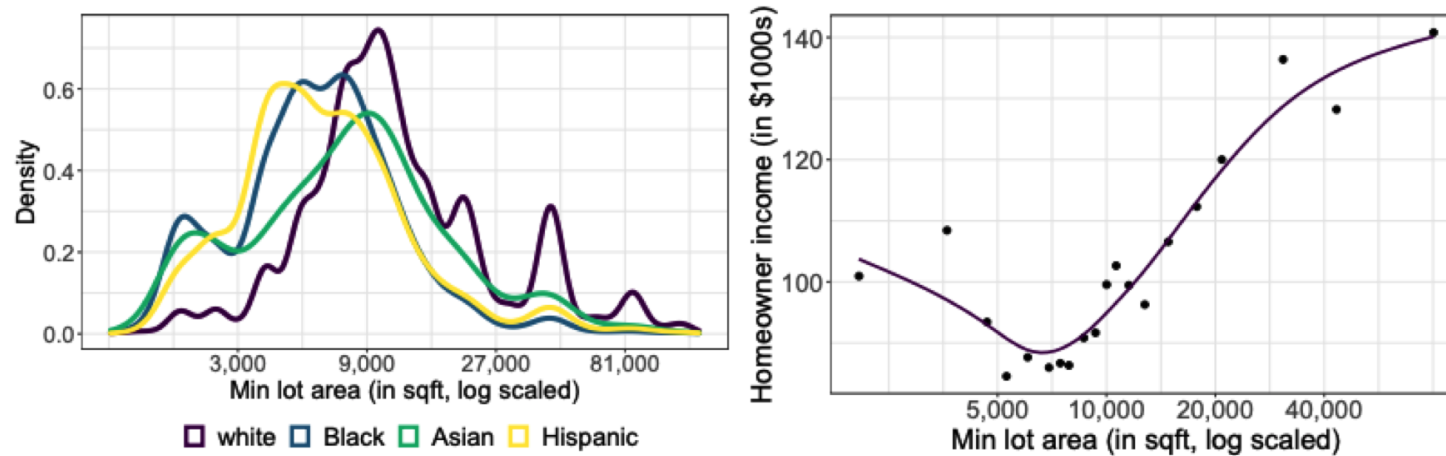 Density
0.6
0.4
0.2
0.0
3,000 9,000 27,000 81,000
Min lot area (in sqft, log scaled)
white Black Asian Hispanic
Homeowner income (in $1000s)
140
120
100
5,000 10,000 20,000 40,000
Min lot area (in sqft, log scaled)